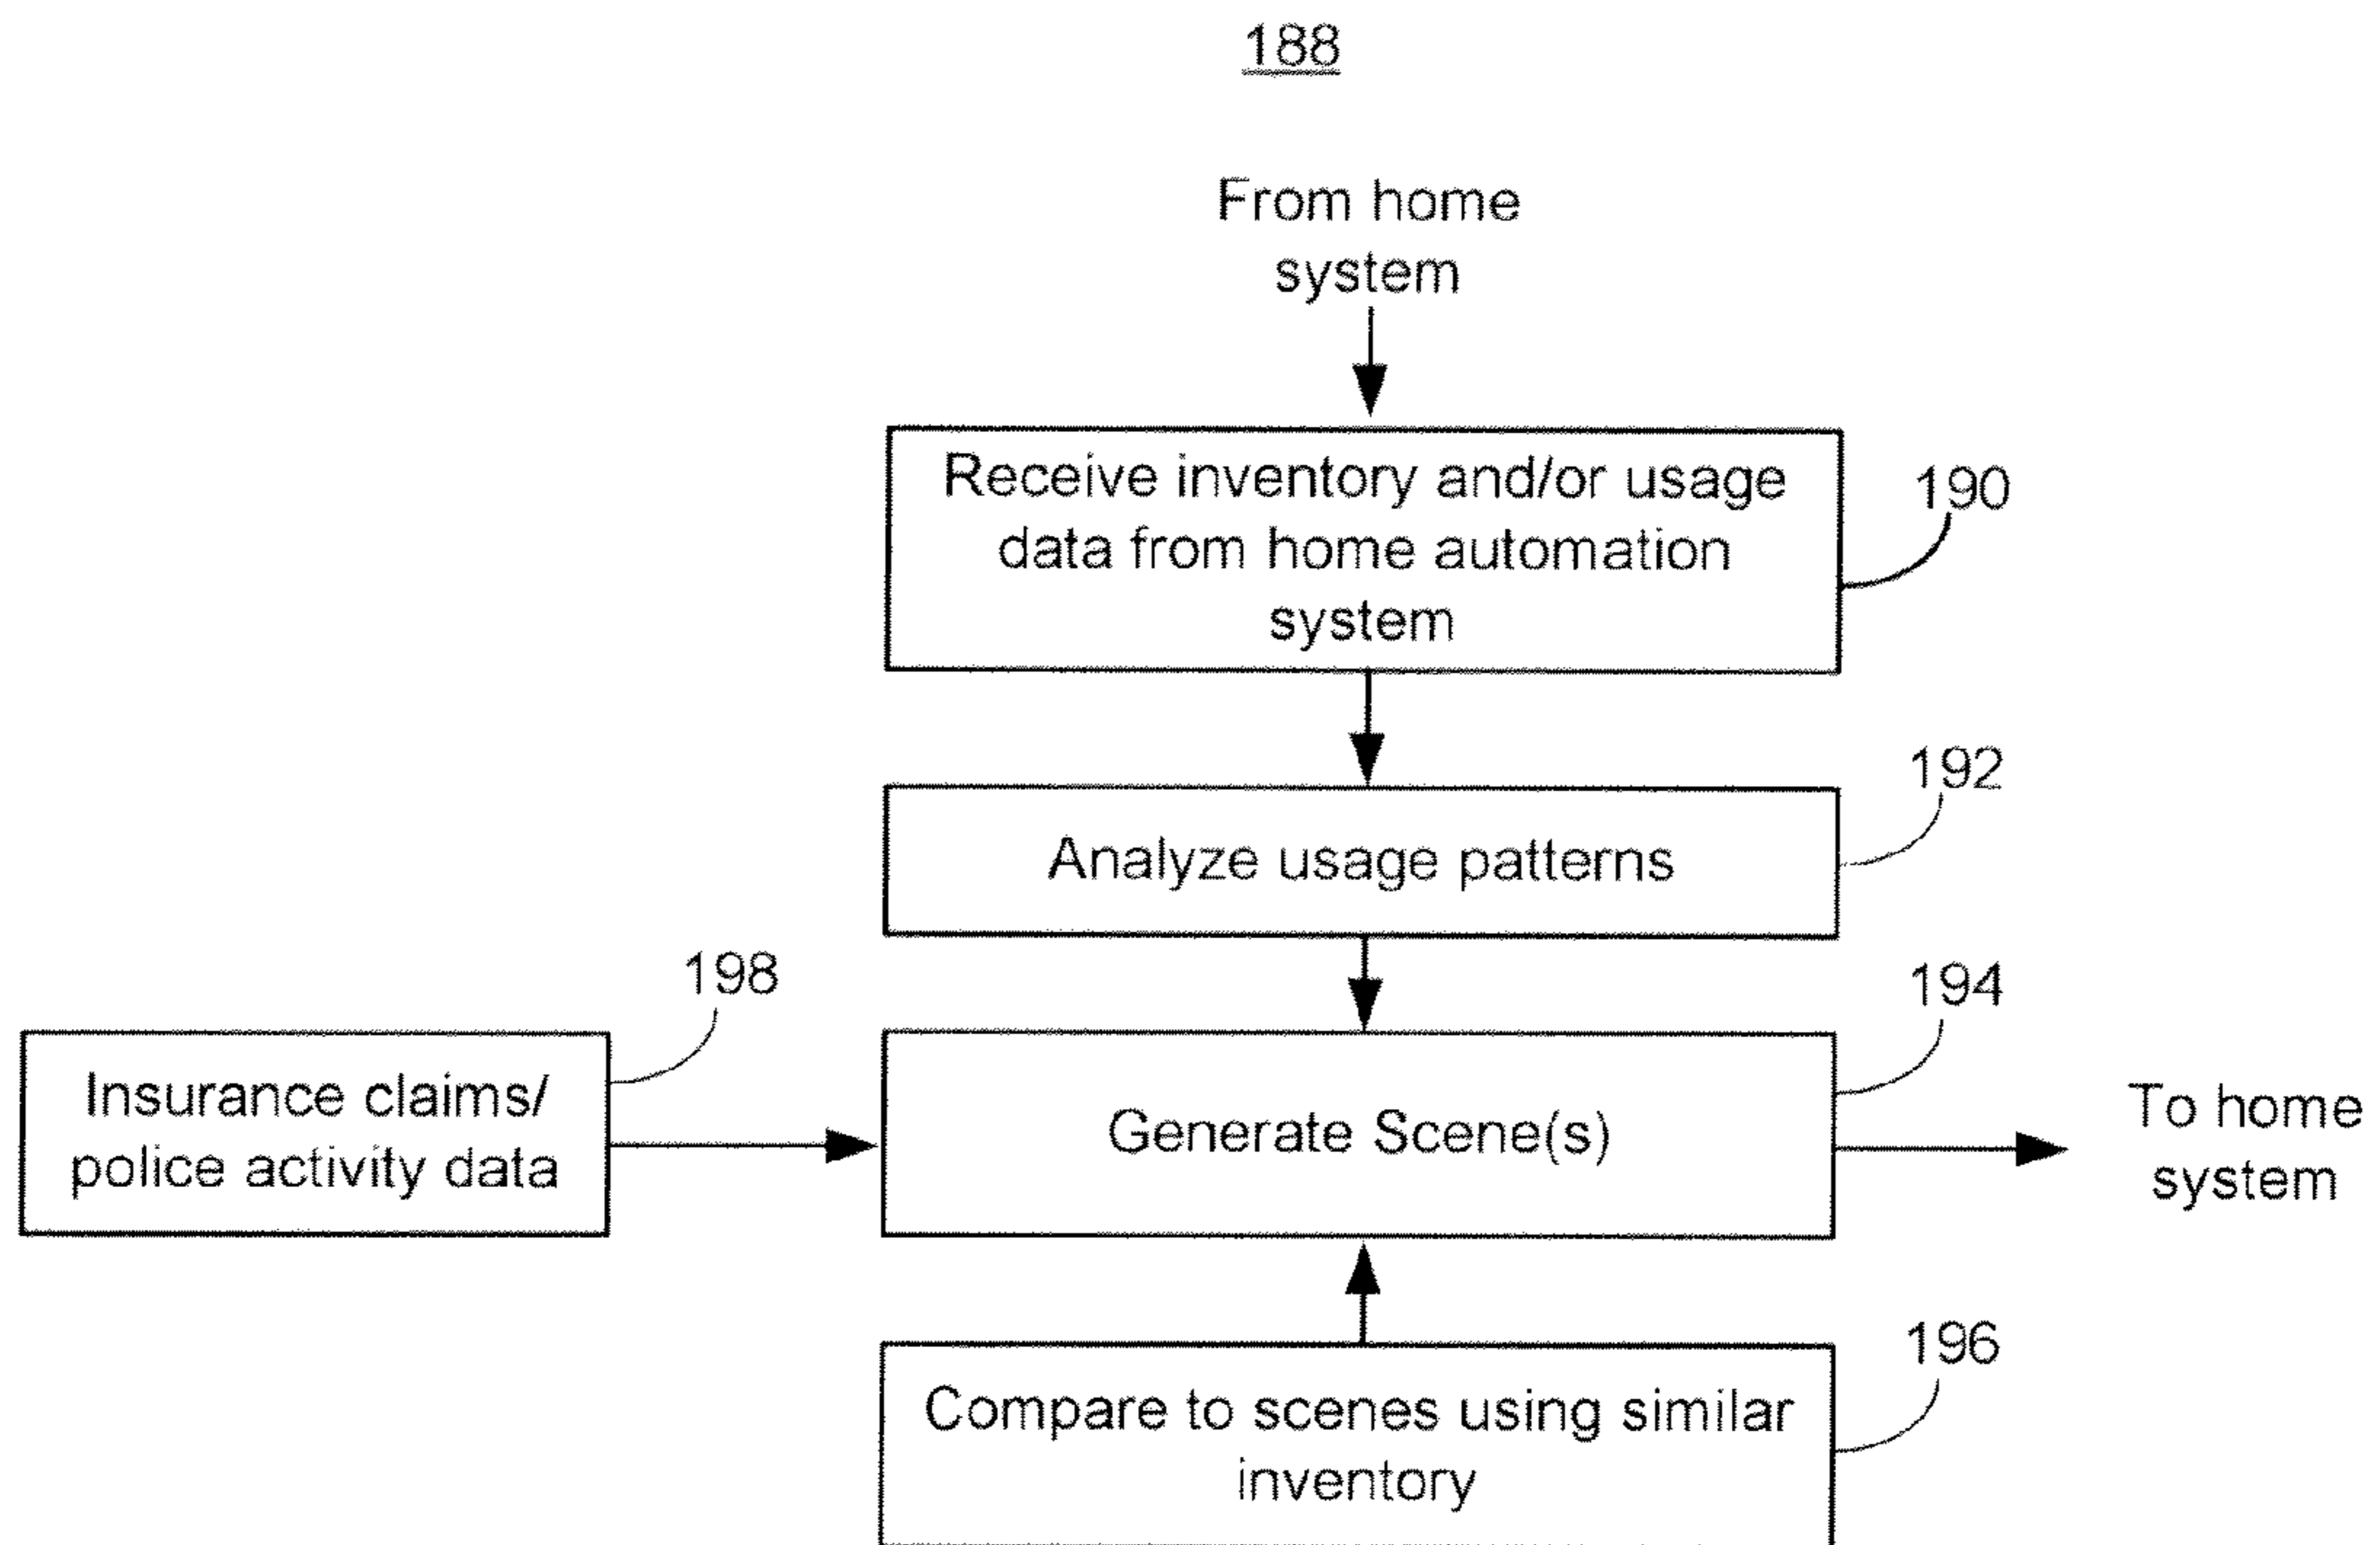 188
From home
system
Receive inventory and/or usage
data from home automation
system
190
Analyze usage patterns
192
198
194
Insurance claims/
police activity data
Generate Scene(s)
To home
system
Compare to scenes using similar
inventory
196